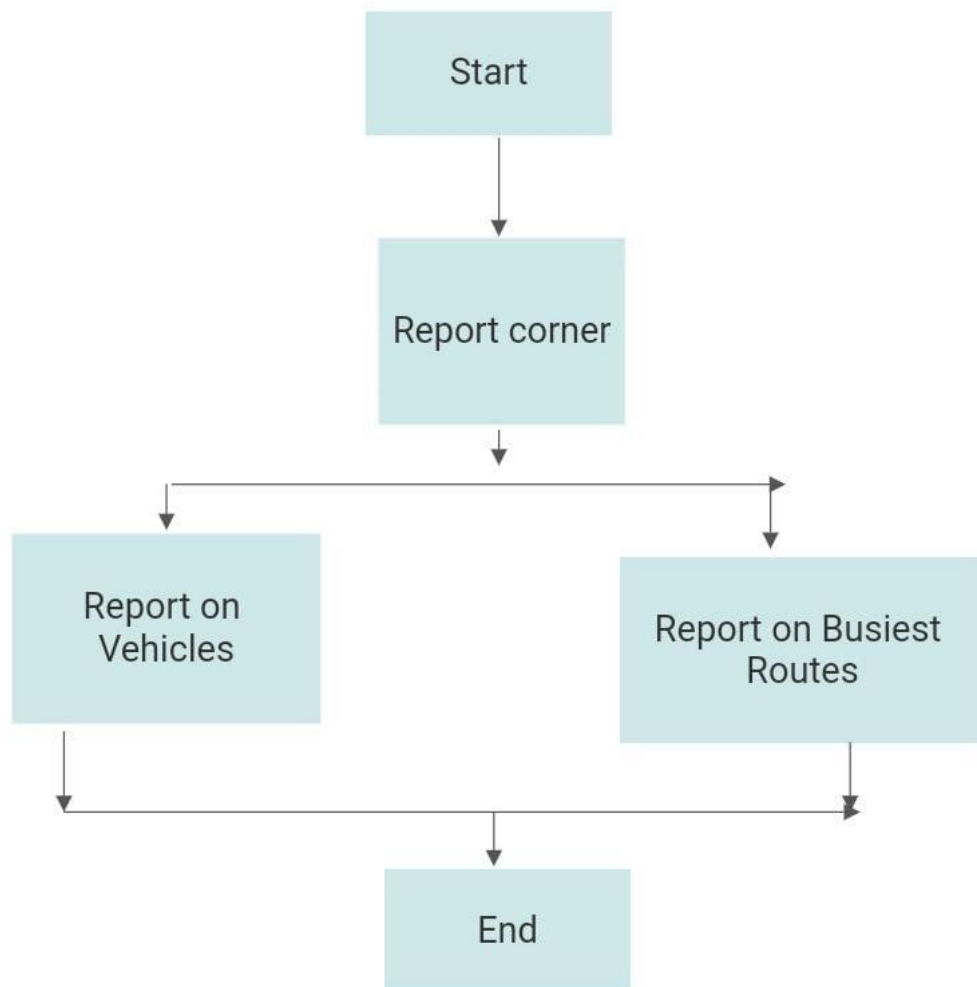 Start
Report corner
Report on
Vehicles
Report on Busiest
Routes
End